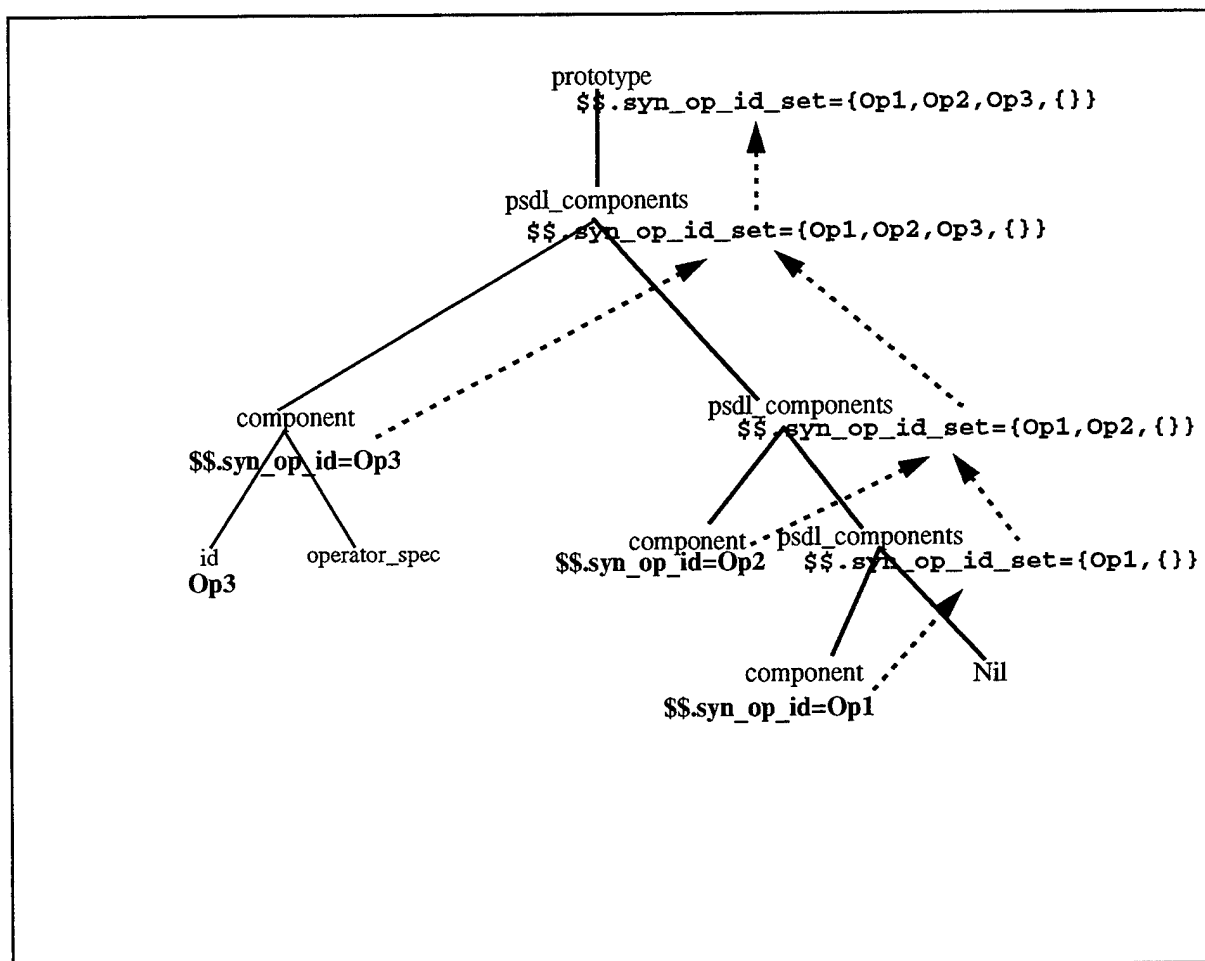 prototype
$$.syn_op_id_set={Op1,Op2,Op3,{}}
psdl_components
$$.syn_op_id_set={Op1,Op2,Op3,{}}
component
$$.syn_op_id=Op3
psdl_components
$$.syn_op_id_set={Op1,Op2,{}}
id
Op3
operator_spec
component
$$.syn_op_id=Op2
psdl_components
$$.syn_op_id_set={Op1,{}}
component
$$.syn_op_id=Op1
Nil